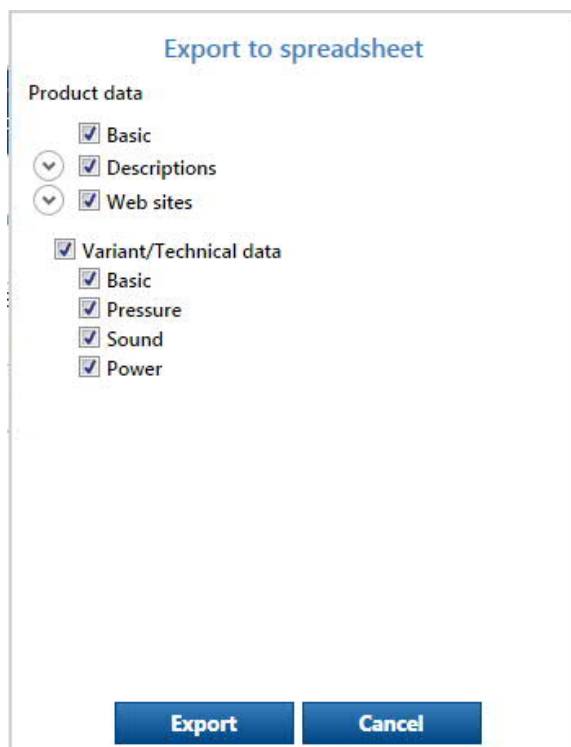 Export to spreadsheet
Product data
Basic
Descriptions
Web sites
Variant/Technical data
Basic
Pressure
Sound
Power
Export Cancel